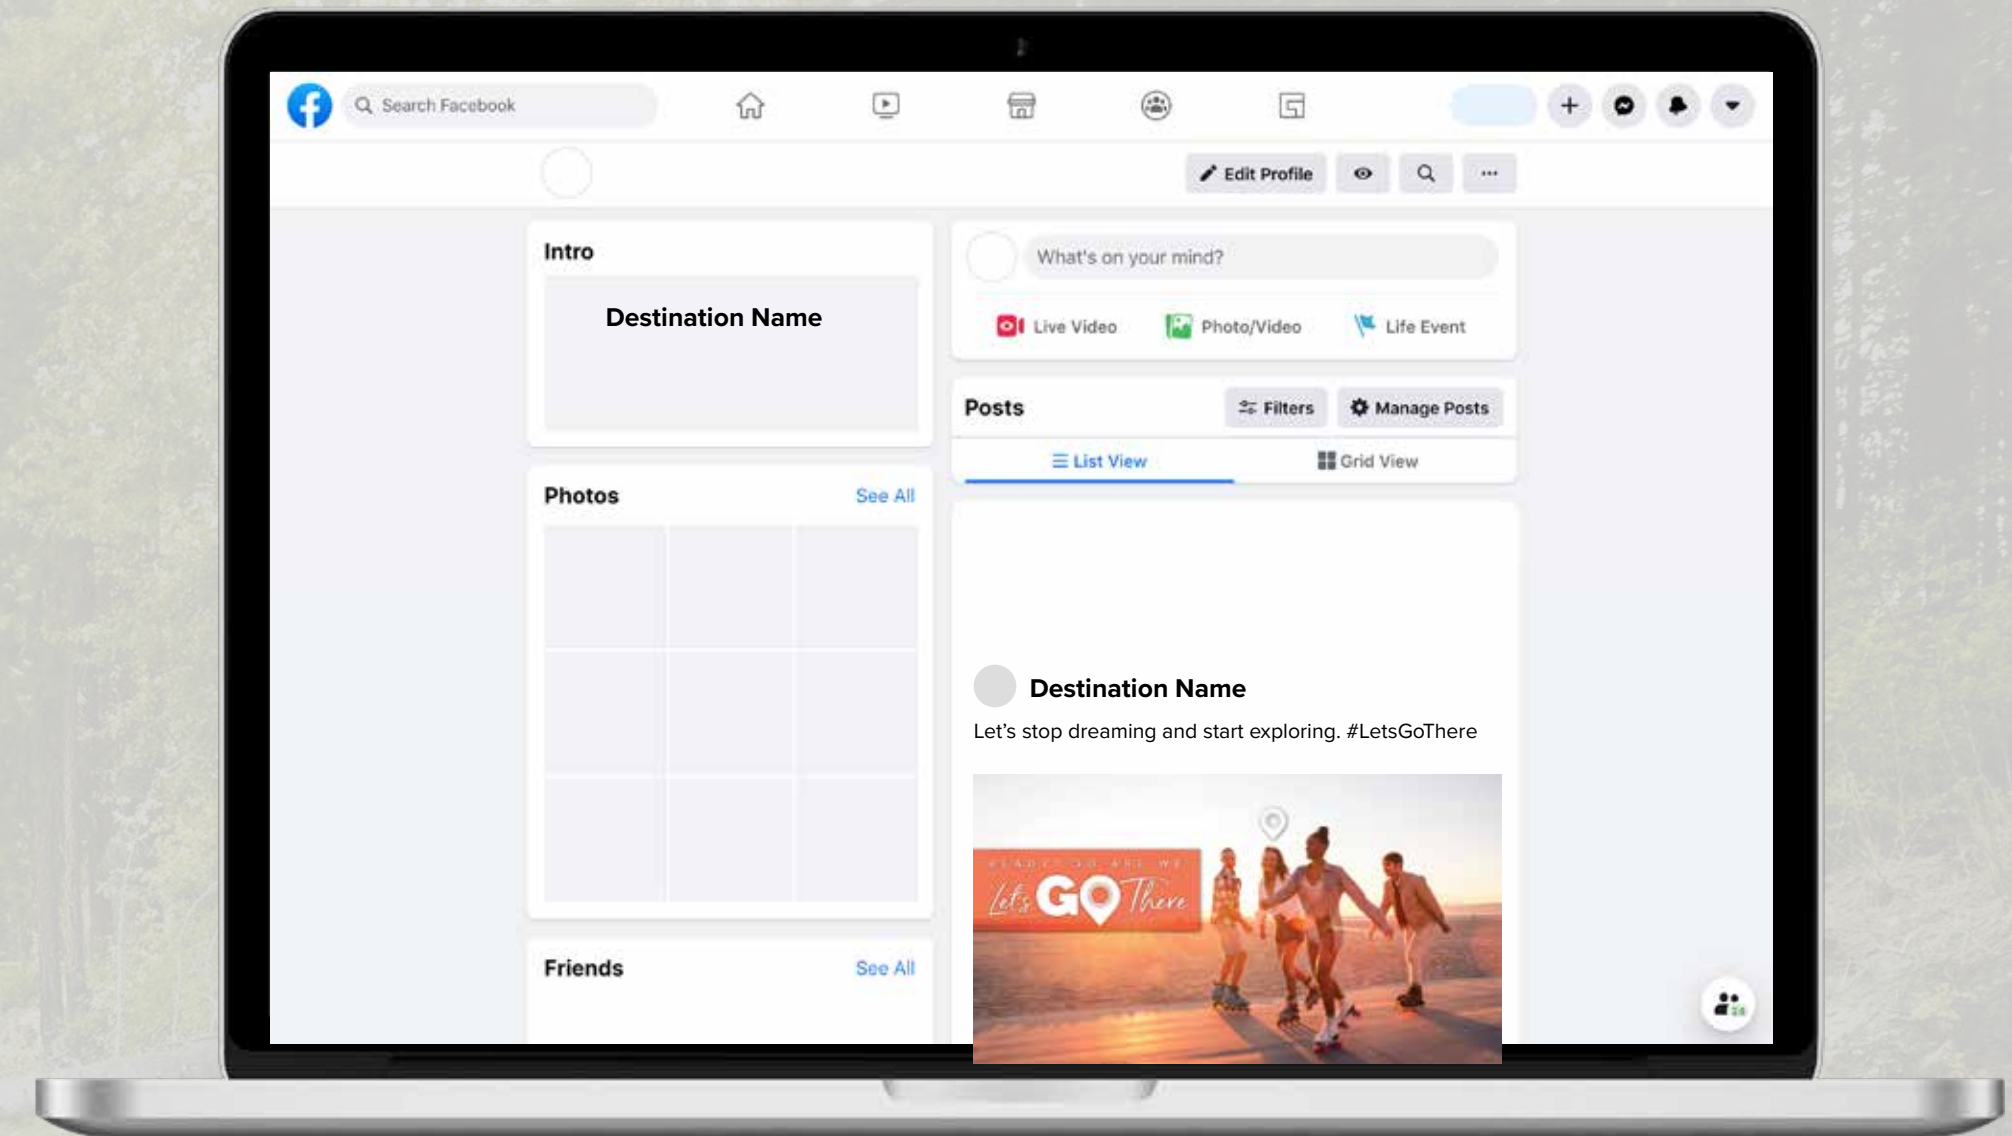 Search Facebook
Edit Profile
Intro
Destination Name
What's on your mind?
Live Video
Photo/Video
Life Event
Posts
Filters
Manage Posts
List View
Grid View
Photos
See All
Destination Name
Let’s stop dreaming and start exploring. #LetsGoThere
Let's GO There
Friends
See All